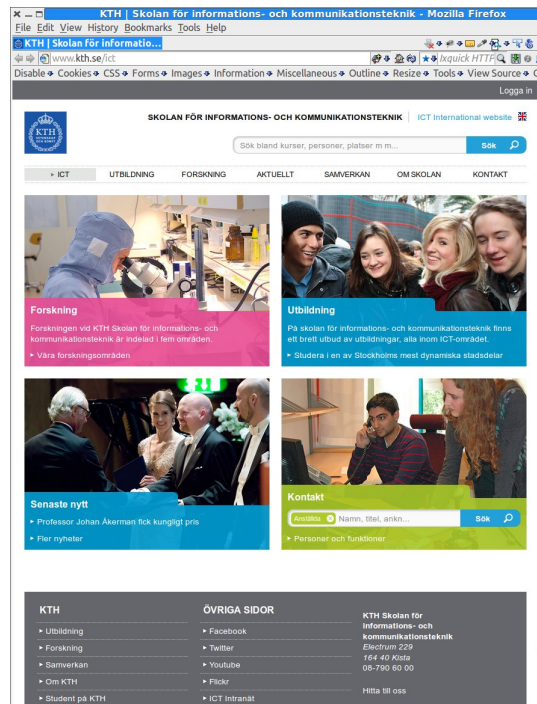 KTH | Skolan för informations- och kommunikationsteknik - Mozilla Firefox
File Edit View History Bookmarks Tools Help
KTH | Skolan för informatio...
www.kth.se/ict
Ixquick HTTP
Disable Cookies CSS Forms Images Information Miscellaneous Outline Resize Tools View Source
Logga in
KTH
SKOLAN FÖR INFORMATIONS- OCH KOMMUNIKATIONSTEKNIK ICT International website
Sök bland kurser, personer, platser m m... Sök
ICT UTBILDNING FORSKNING AKTUELLT SAMVERKAN OM SKOLAN KONTAKT
Forskning
Forskningen vid KTH Skolan för informations- och
kommunikationsteknik är indelad i fem områden.
Våra forskningsområden
Utbildning
På skolan för informations- och kommunikationsteknik finns
ett brett utbud av utbildningar, alla inom ICT-området.
Studera i en av Stockholms mest dynamiska stadsdelar
Senaste nytt
Professor Johan Åkerman fick kungligt pris
Fler nyheter
Kontakt
Anställda Namn, titel, ankn... Sök
Personer och funktioner
KTH
Utbildning
Forskning
Samverkan
Om KTH
Student på KTH
ÖVRIGA SIDOR
Facebook
Twitter
Youtube
Flickr
ICT Intranät
KTH Skolan för
informations- och
kommunikationsteknik
Electrum 229
164 40 Kista
08-790 60 00
Hitta till oss